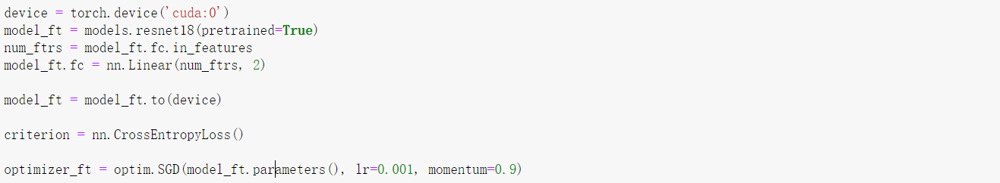 device = torch.device('cuda:0')
model_ft = models.resnet18(pretrained=True)
num_ftrs = model_ft.fc.in_features
model_ft.fc = nn.Linear(num_ftrs, 2)
model_ft = model_ft.to(device)
criterion = nn.CrossEntropyLoss()
optimizer_ft = optim.SGD(model_ft.parameters(), lr=0.001, momentum=0.9)